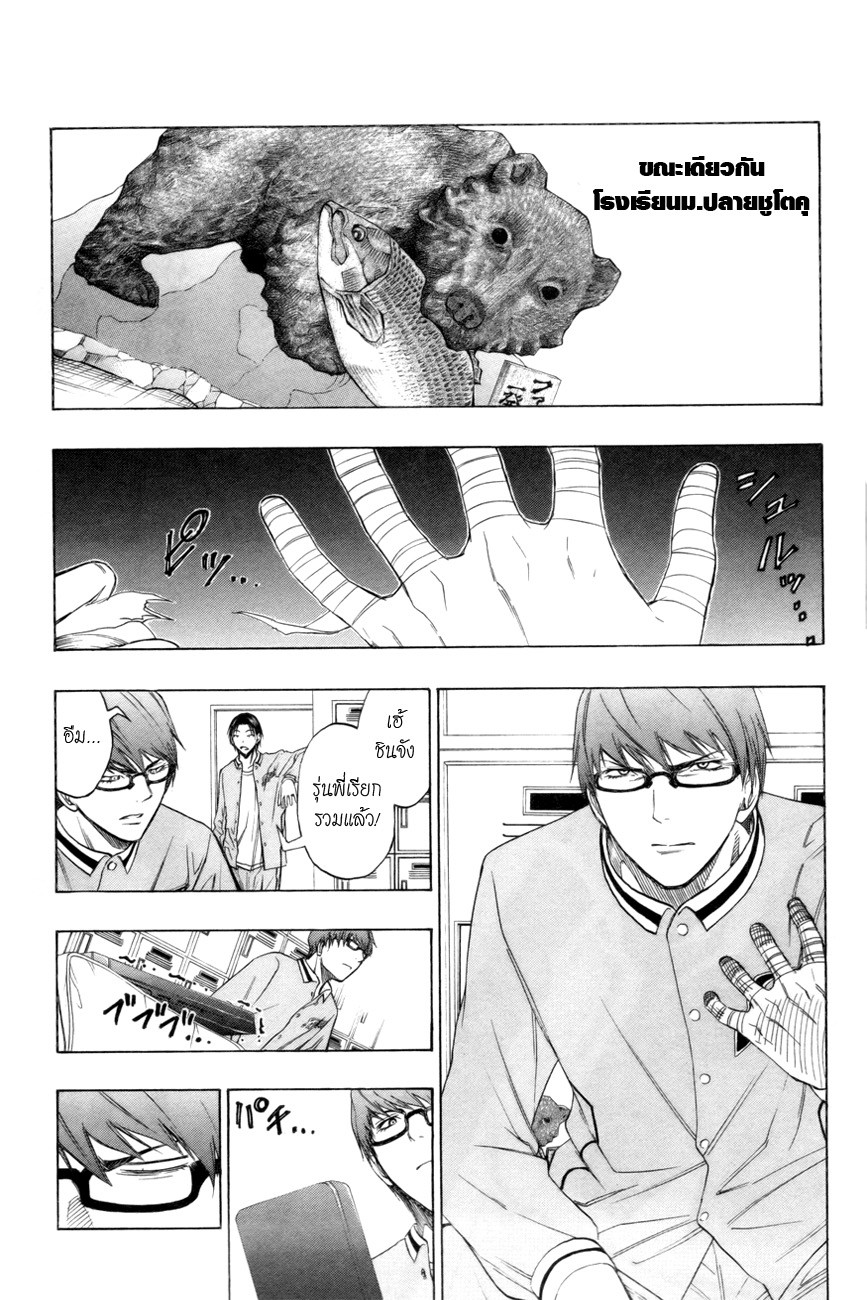 ขณะเดียวกัน
โรงเรียนม.ปลายชูโตคุ
シュルッ...
ピッ...
เฮ้
ชินจัง
รุ่นพี่เรียก
รวมแล้ว!
อืม...
ブブブ...
パチ...